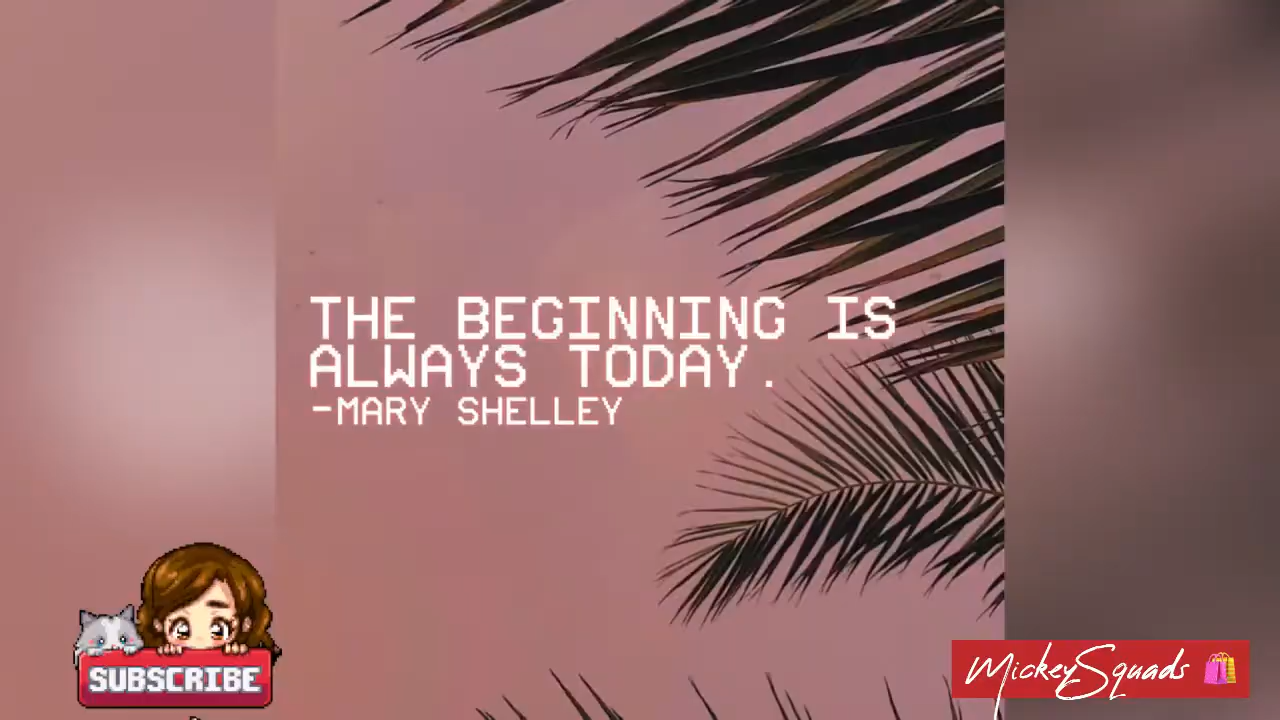 THE BEGINNING IS
ALWAYS TODAY.
-MARY SHELLEY
SUBSCRIBE
MickeySquads